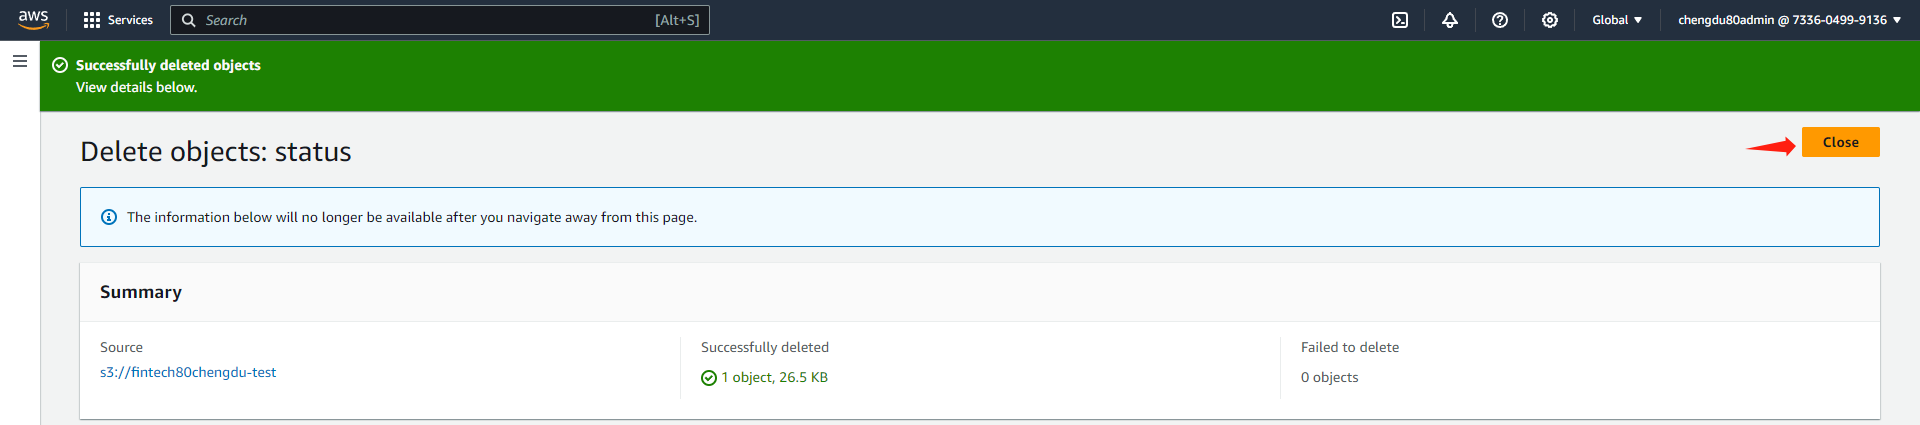 aws Services Search [Alt+S] Global chengdu80admin @ 7336-0499-9136
Successfully deleted objects
View details below.
Delete objects: status
Close
The information below will no longer be available after you navigate away from this page.
Summary
Source
s3://fintech80chengdu-test
Successfully deleted
1 object, 26.5 KB
Failed to delete
0 objects